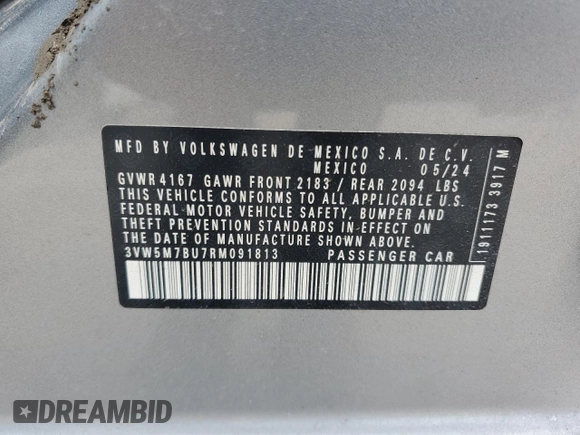 MFD BY VOLKSWAGEN DE MEXICO S.A. DE C.V.
MEXICO 05/24
GVWR 4167 GAWR FRONT 2183 / REAR 2094 LBS
THIS VEHICLE CONFORMS TO ALL APPLICABLE U.S.
FEDERAL MOTOR VEHICLE SAFETY, BUMPER AND
THEFT PREVENTION STANDARDS IN EFFECT ON
THE DATE OF MANUFACTURE SHOWN ABOVE.
3VW5M7BU7RM091813 PASSENGER CAR
19111173 3917 M
DREAMBID